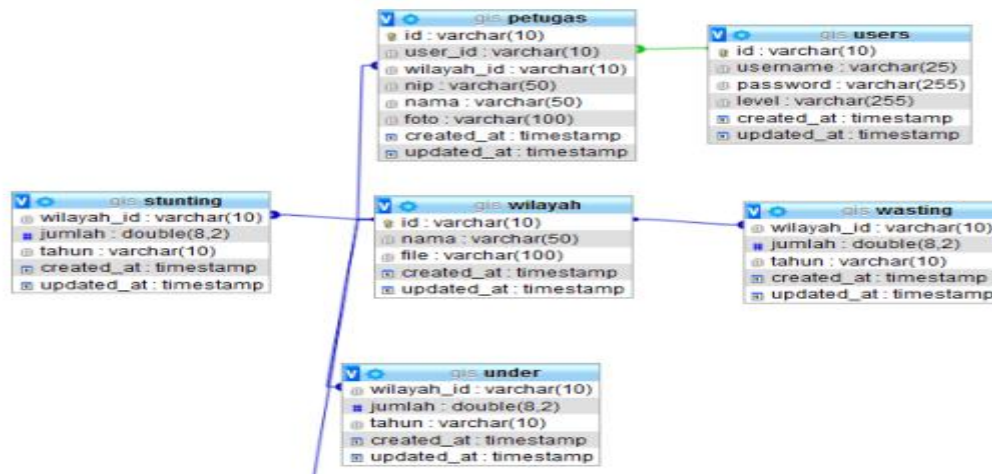 gis petugas
id : varchar(10)
user_id : varchar(10)
wilayah_id : varchar(10)
nip : varchar(50)
nama : varchar(50)
foto : varchar(100)
created_at : timestamp
updated_at : timestamp
gis users
id : varchar(10)
username : varchar(25)
password : varchar(255)
level : varchar(255)
created_at : timestamp
updated_at : timestamp
gis stunting
wilayah_id : varchar(10)
jumlah : double(8,2)
tahun : varchar(10)
created_at : timestamp
updated_at : timestamp
gis wilayah
id : varchar(10)
nama : varchar(50)
file : varchar(100)
created_at : timestamp
updated_at : timestamp
gis wasting
wilayah_id : varchar(10)
jumlah : double(8,2)
tahun : varchar(10)
created_at : timestamp
updated_at : timestamp
gis under
wilayah_id : varchar(10)
jumlah : double(8,2)
tahun : varchar(10)
created_at : timestamp
updated_at : timestamp